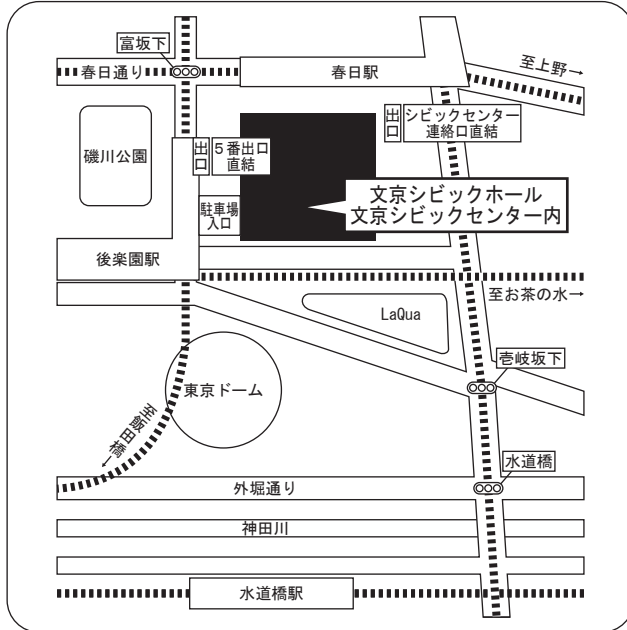 富坂下
春日通り
春日駅
至上野→
出口
シビックセンター
連絡口直結
磯川公園
出口
5番出口
直結
文京シビックホール
文京シビックセンター内
駐車場
入口
後楽園駅
至お茶の水→
LaQua
壱岐坂下
東京ドーム
至飯田橋→
水道橋
外堀通り
神田川
水道橋駅